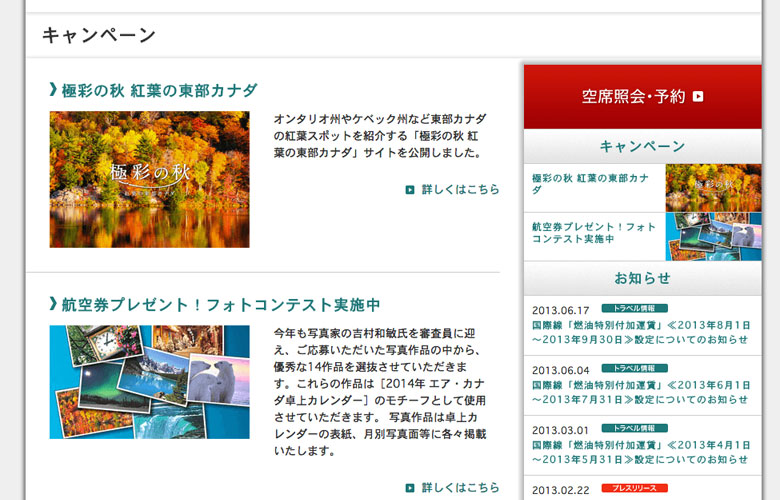 キャンペーン
極彩の秋 紅葉の東部カナダ
極彩の秋
オンタリオ州やケベック州など東部カナダ
の紅葉スポットを紹介する「極彩の秋 紅
葉の東部カナダ」サイトを公開しました。
詳しくはこちら
航空券プレゼント！フォトコンテスト実施中
今年も写真家の吉村和敏氏を審査員に迎
え、ご応募いただいた写真作品の中から、
優秀な14作品を選抜させていただきま
す。これらの作品は［2014年 エア・カナ
ダ卓上カレンダー］のモチーフとして使用
させていただきます。 写真作品は卓上カ
レンダーの表紙、月別写真面等に各々掲載
いたします。
詳しくはこちら
空席照会・予約
キャンペーン
極彩の秋 紅葉の東部カナ
ダ
極彩の秋
航空券プレゼント！フォト
コンテスト実施中
お知らせ
2013.06.17 トラベル情報
国際線「燃油特別付加運賃」≪2013年8月1日
～2013年9月30日≫設定についてのお知らせ
2013.06.04 トラベル情報
国際線「燃油特別付加運賃」≪2013年6月1日
～2013年7月31日≫設定についてのお知らせ
2013.03.01 トラベル情報
国際線「燃油特別付加運賃」≪2013年4月1日
～2013年5月31日≫設定についてのお知らせ
2013.02.22 プレスリリース